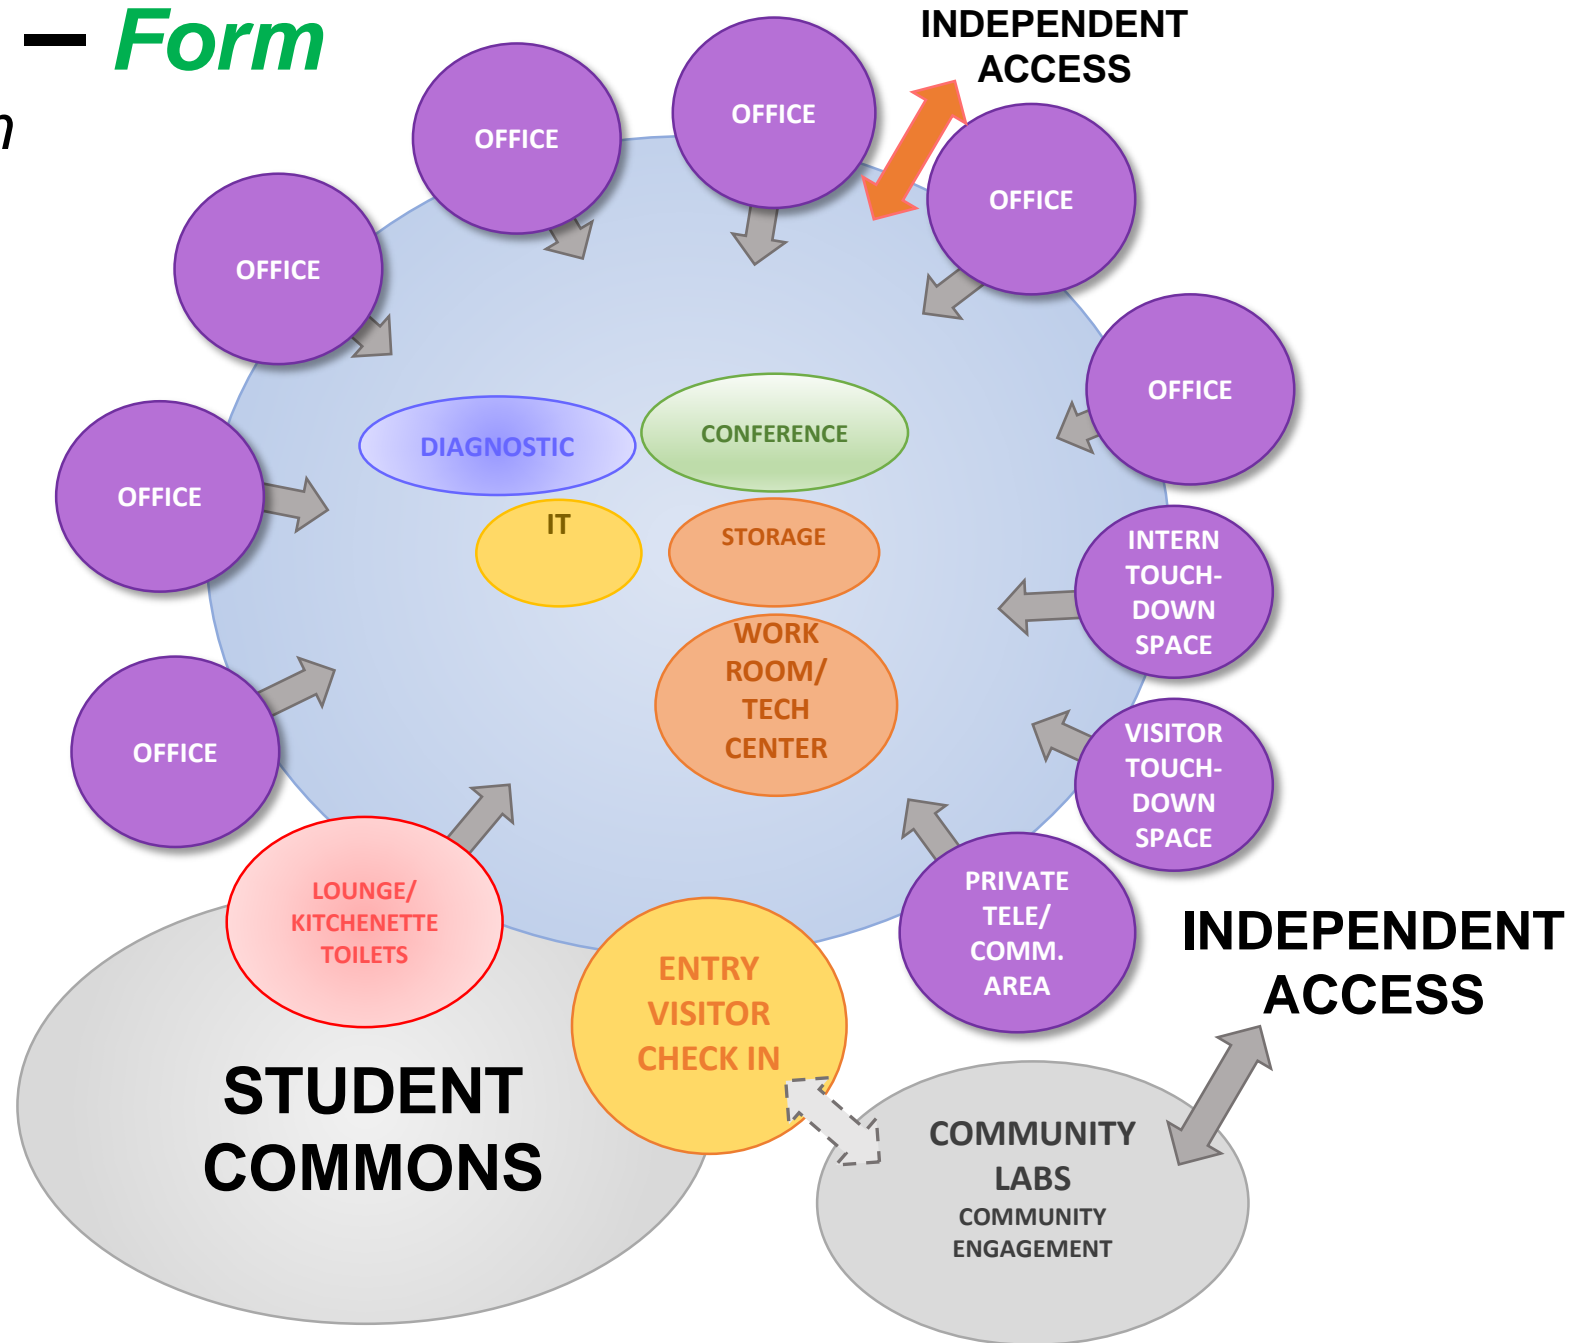 – Form
INDEPENDENT
ACCESS
OFFICE
OFFICE
OFFICE
OFFICE
OFFICE
OFFICE
OFFICE
OFFICE
DIAGNOSTIC
CONFERENCE
IT
STORAGE
WORK
ROOM/
TECH
CENTER
INTERN
TOUCH-
DOWN
SPACE
VISITOR
TOUCH-
DOWN
SPACE
PRIVATE
TELE/
COMM.
AREA
LOUNGE/
KITCHENETTE
TOILETS
ENTRY
VISITOR
CHECK IN
INDEPENDENT
ACCESS
STUDENT
COMMONS
COMMUNITY
LABS
COMMUNITY
ENGAGEMENT